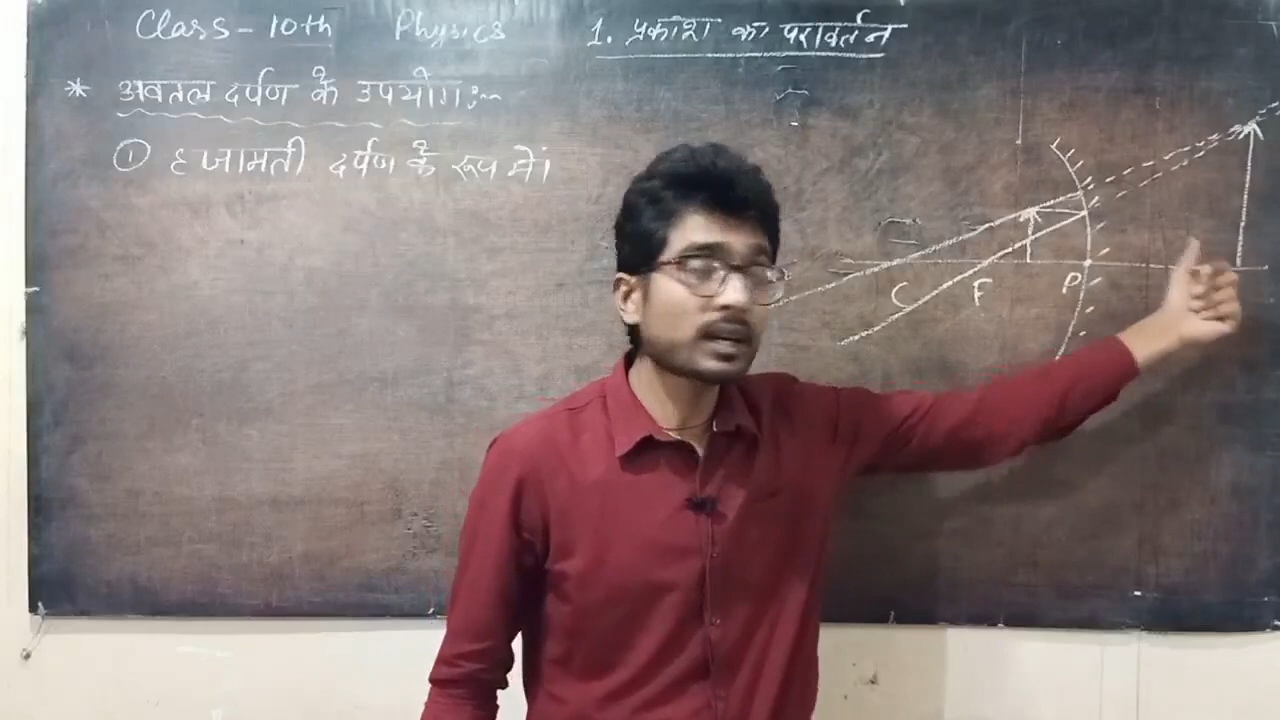 Class - 10th Physics 1. प्रकाश का परावर्तन
* अवतल दर्पण के उपयोग :-
① हजामती दर्पण के रूप में।
C F P